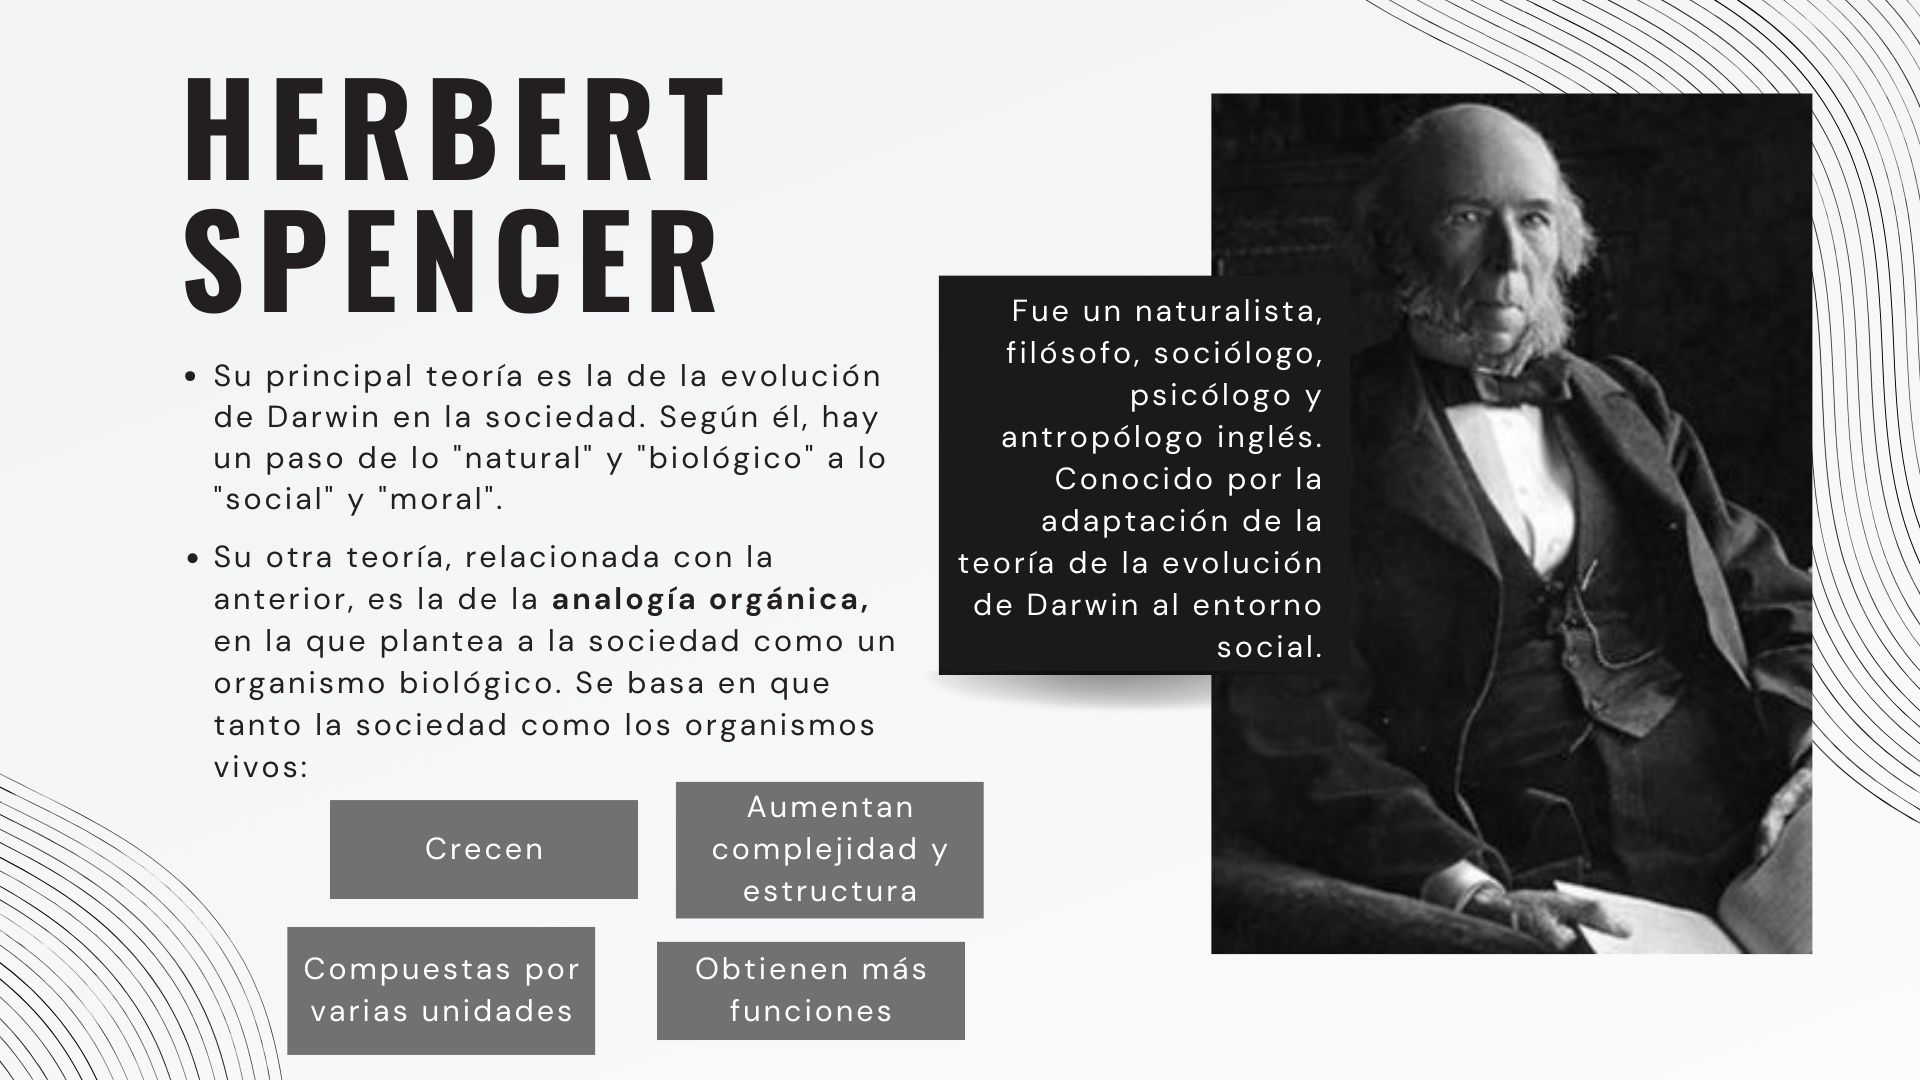 HERBERT
SPENCER
• Su principal teoría es la de la evolución
de Darwin en la sociedad. Según él, hay
un paso de lo "natural" y "biológico" a lo
"social" y "moral".
• Su otra teoría, relacionada con la
anterior, es la de la analogía orgánica,
en la que plantea a la sociedad como un
organismo biológico. Se basa en que
tanto la sociedad como los organismos
vivos:
Crecen
Aumentan
complejidad y
estructura
Compuestas por
varias unidades
Obtienen más
funciones
Fue un naturalista,
filósofo, sociólogo,
psicólogo y
antropólogo inglés.
Conocido por la
adaptación de la
teoría de la evolución
de Darwin al entorno
social.